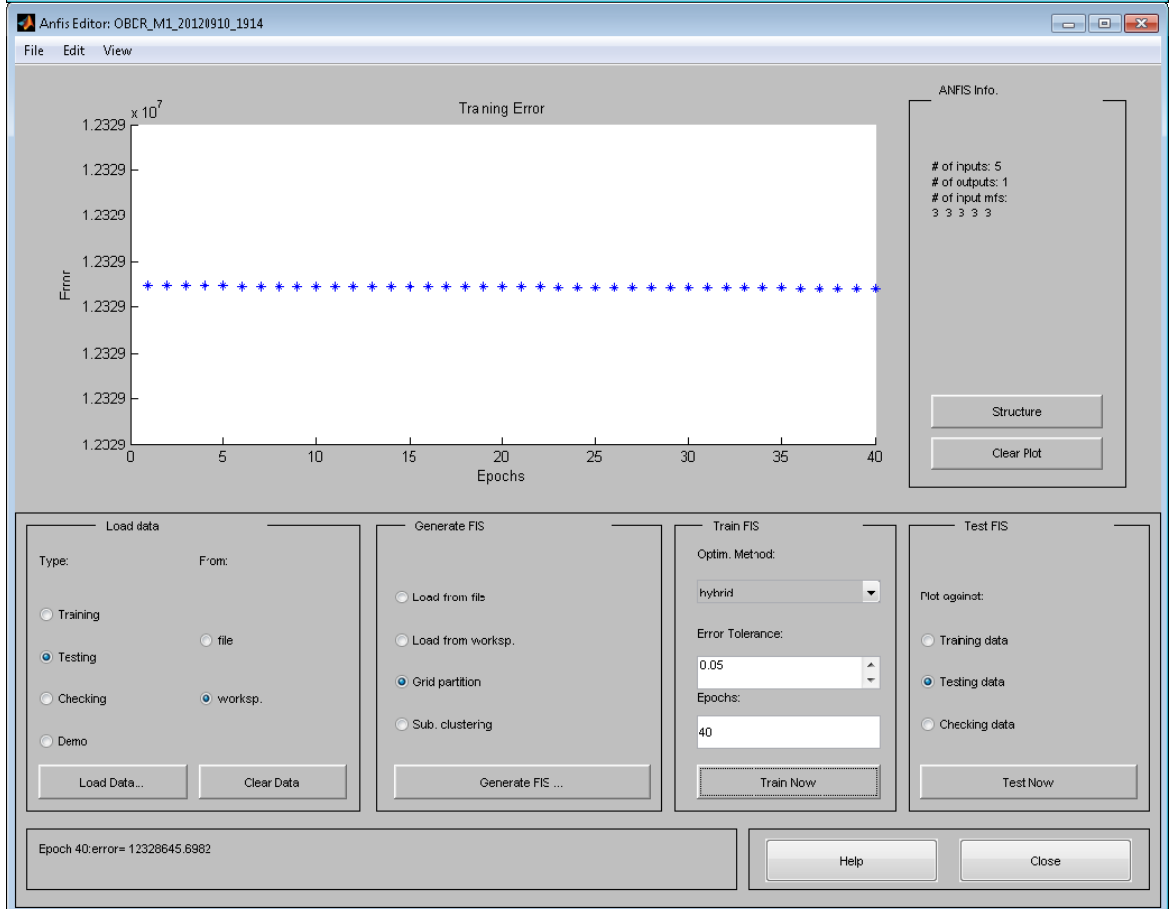 Anfis Editor: OBDR_M1_20120910_1914
File Edit View
Training Error
x 10^7
1.2329
1.2329
1.2329
1.2329
1.2329
1.2329
1.2329
1.2329
Error
0 5 10 15 20 25 30 35 40
Epochs
ANFIS Info.
# of inputs: 5
# of outputs: 1
# of input mfs:
3 3 3 3 3
Structure
Clear Plot
Load data
Type: From:
Training
file
Testing
Checking
worksp.
Demo
Load Data... Clear Data
Generate FIS
Load from file
Load from worksp.
Grid partition
Sub. clustering
Generate FIS ...
Train FIS
Optim. Method:
hybrid
Error Tolerance:
0.05
Epochs:
40
Train Now
Test FIS
Plot against:
Training data
Testing data
Checking data
Test Now
Epoch 40:error= 12328645.6982
Help Close